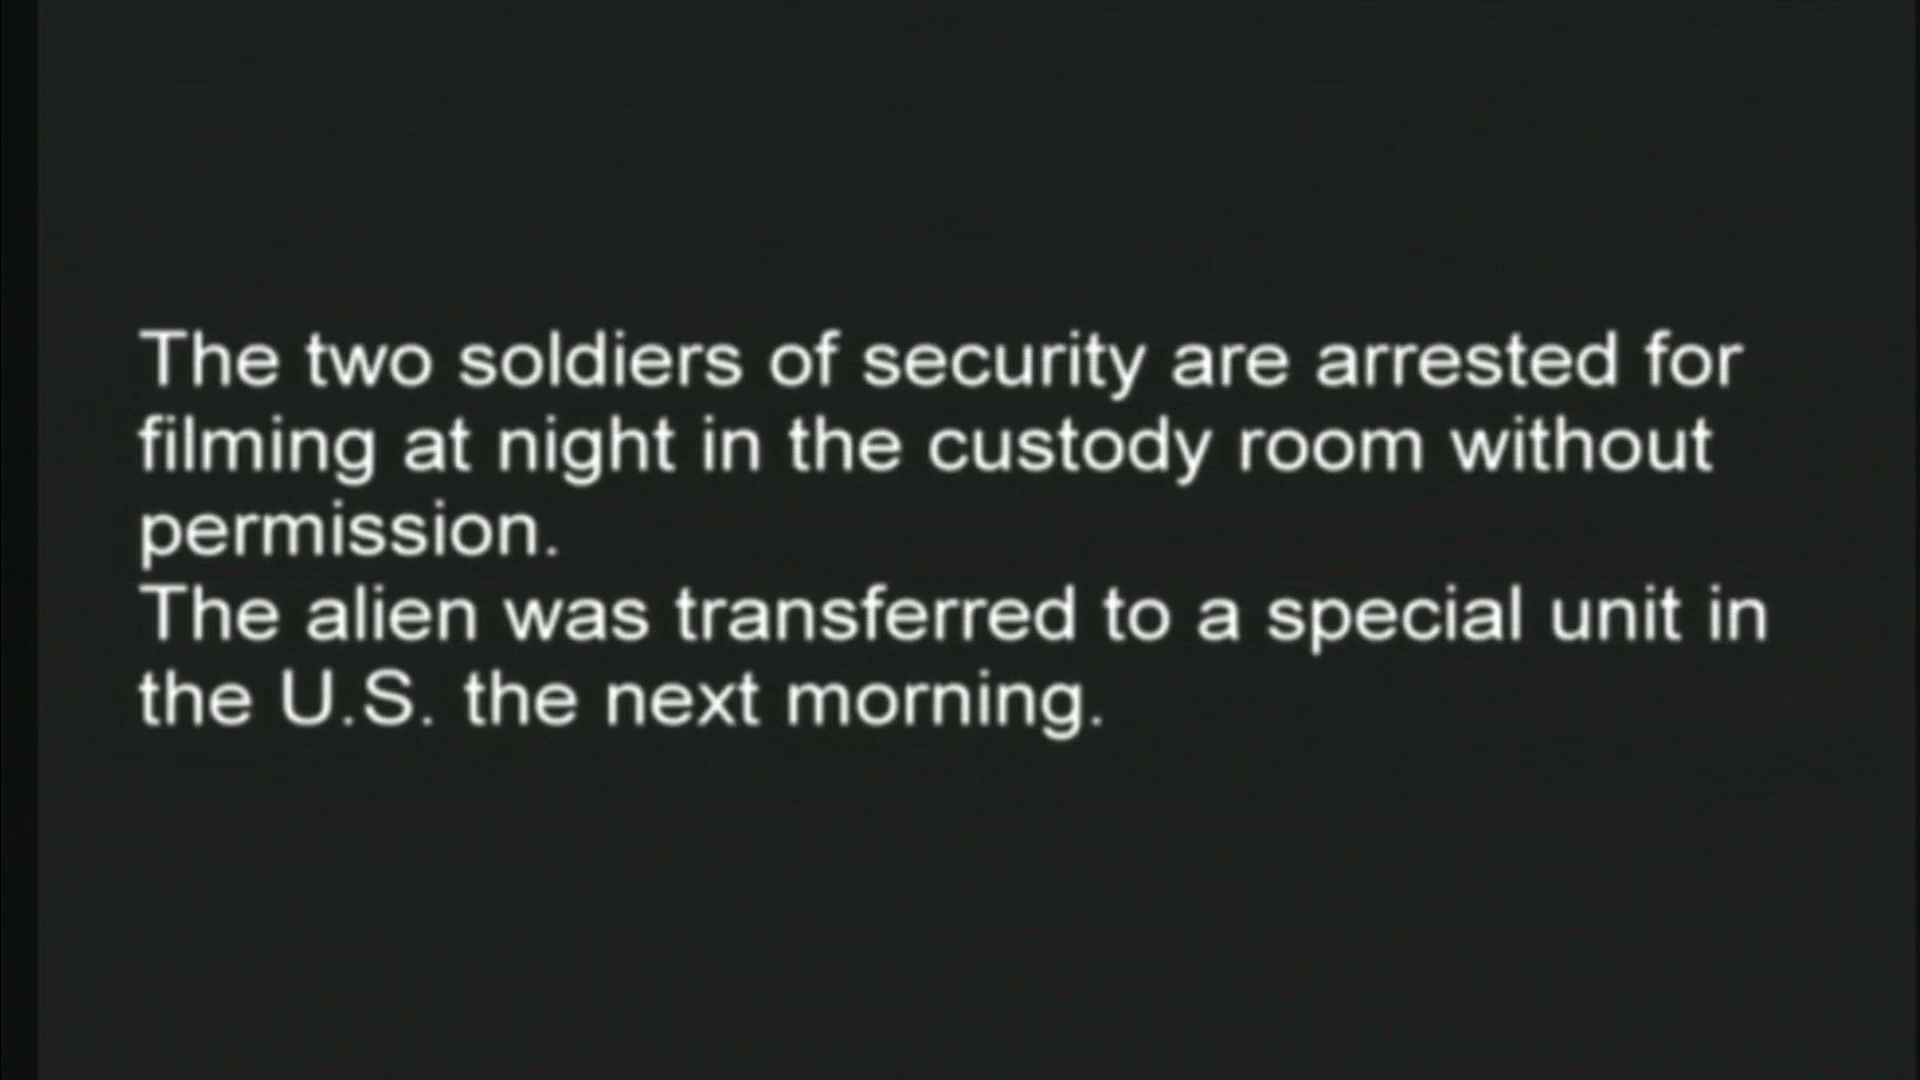 The two soldiers of security are arrested for
filming at night in the custody room without
permission.
The alien was transferred to a special unit in
the U.S. the next morning.